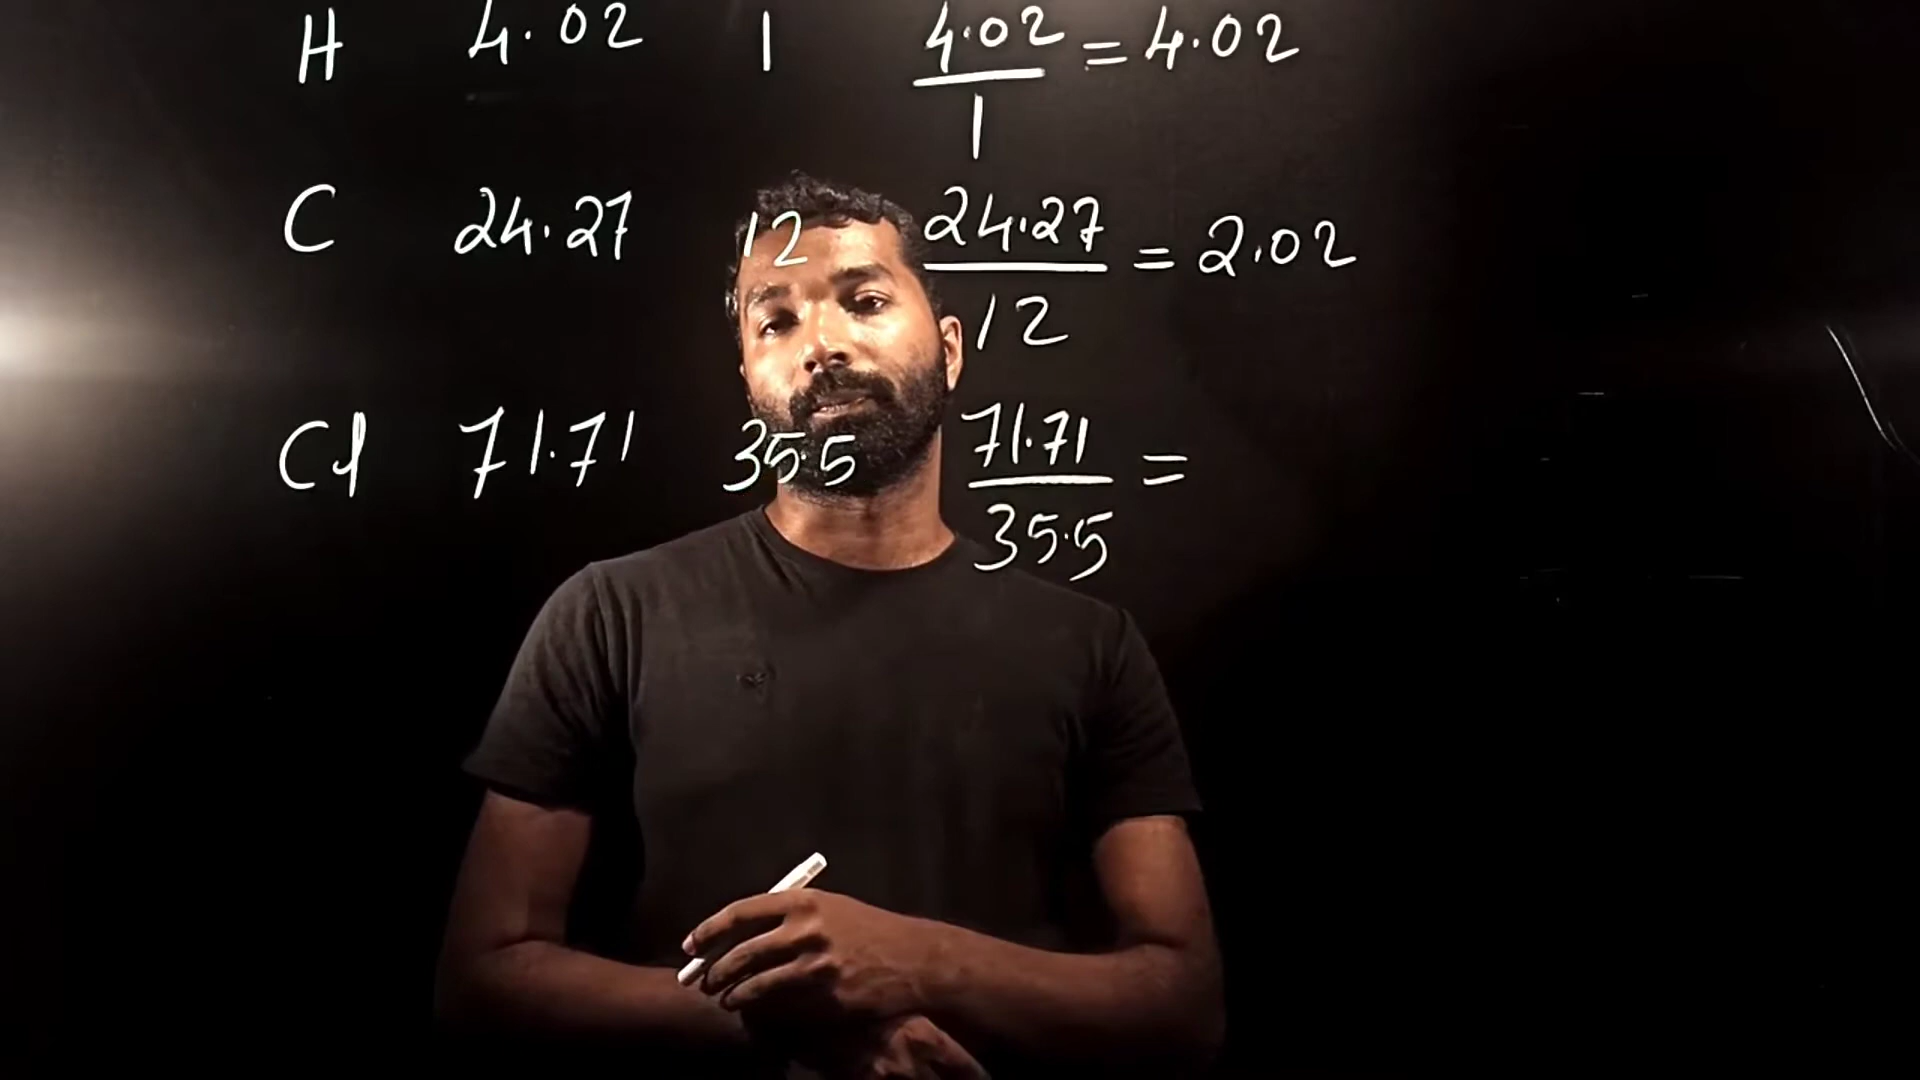 H 4.02 1 4.02/1 = 4.02
C 24.27 12 24.27/12 = 2.02
Cl 71.71 35.5 71.71/35.5 =